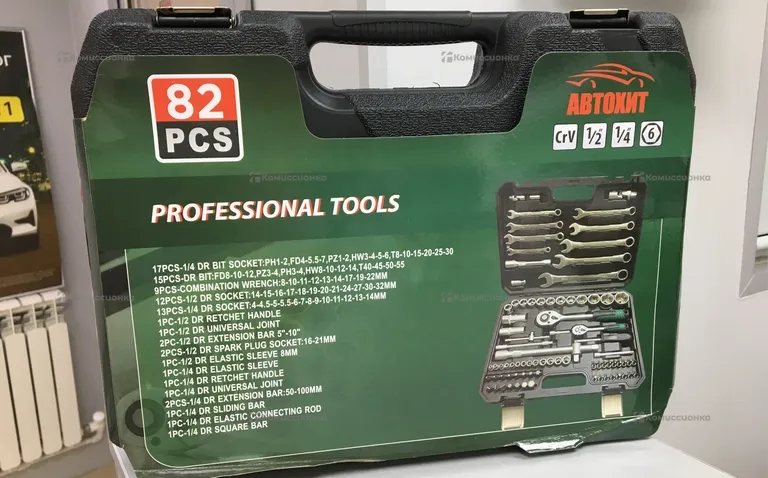 82
PCS
АВТОХИТ
CrV 1/2" 1/4" 6
PROFESSIONAL TOOLS
17PCS-1/4 DR BIT SOCKET:PH1-2,FD4-5.5-7,PZ1-2,HW3-4-5-6,T8-10-15-20-25-30
15PCS-DR BIT:FD8-10-12,PZ3-4,PH3-4,HW8-10-12-14,T40-45-50-55
9PCS-COMBINATION WRENCH:8-10-11-12-13-14-17-19-22MM
12PCS-1/2 DR SOCKET:14-15-16-17-18-19-20-21-24-27-30-32MM
13PCS-1/4 DR SOCKET:4-4.5-5-5.5-6-7-8-9-10-11-12-13-14MM
1PC-1/2 DR RETCHET HANDLE
1PC-1/2 DR UNIVERSAL JOINT
2PC-1/2 DR EXTENSION BAR 5"-10"
2PCS-1/2 DR SPARK PLUG SOCKET:16-21MM
1PC-1/4 DR ELASTIC SLEEVE 8MM
1PC-1/4 DR ELASTIC SLEEVE
1PC-1/4 DR RETCHET HANDLE
1PC-1/4 DR UNIVERSAL JOINT
2PCS-1/4 DR EXTENSION BAR:50-100MM
1PC-1/4 DR SLIDING BAR
1PC-1/4 DR ELASTIC CONNECTING ROD
1PC-1/4 DR SQUARE BAR
Комиссионка
Комиссионка
Комиссионка
Комиссионка
Комиссионка
Комиссионка
Комиссионка
Комиссионка